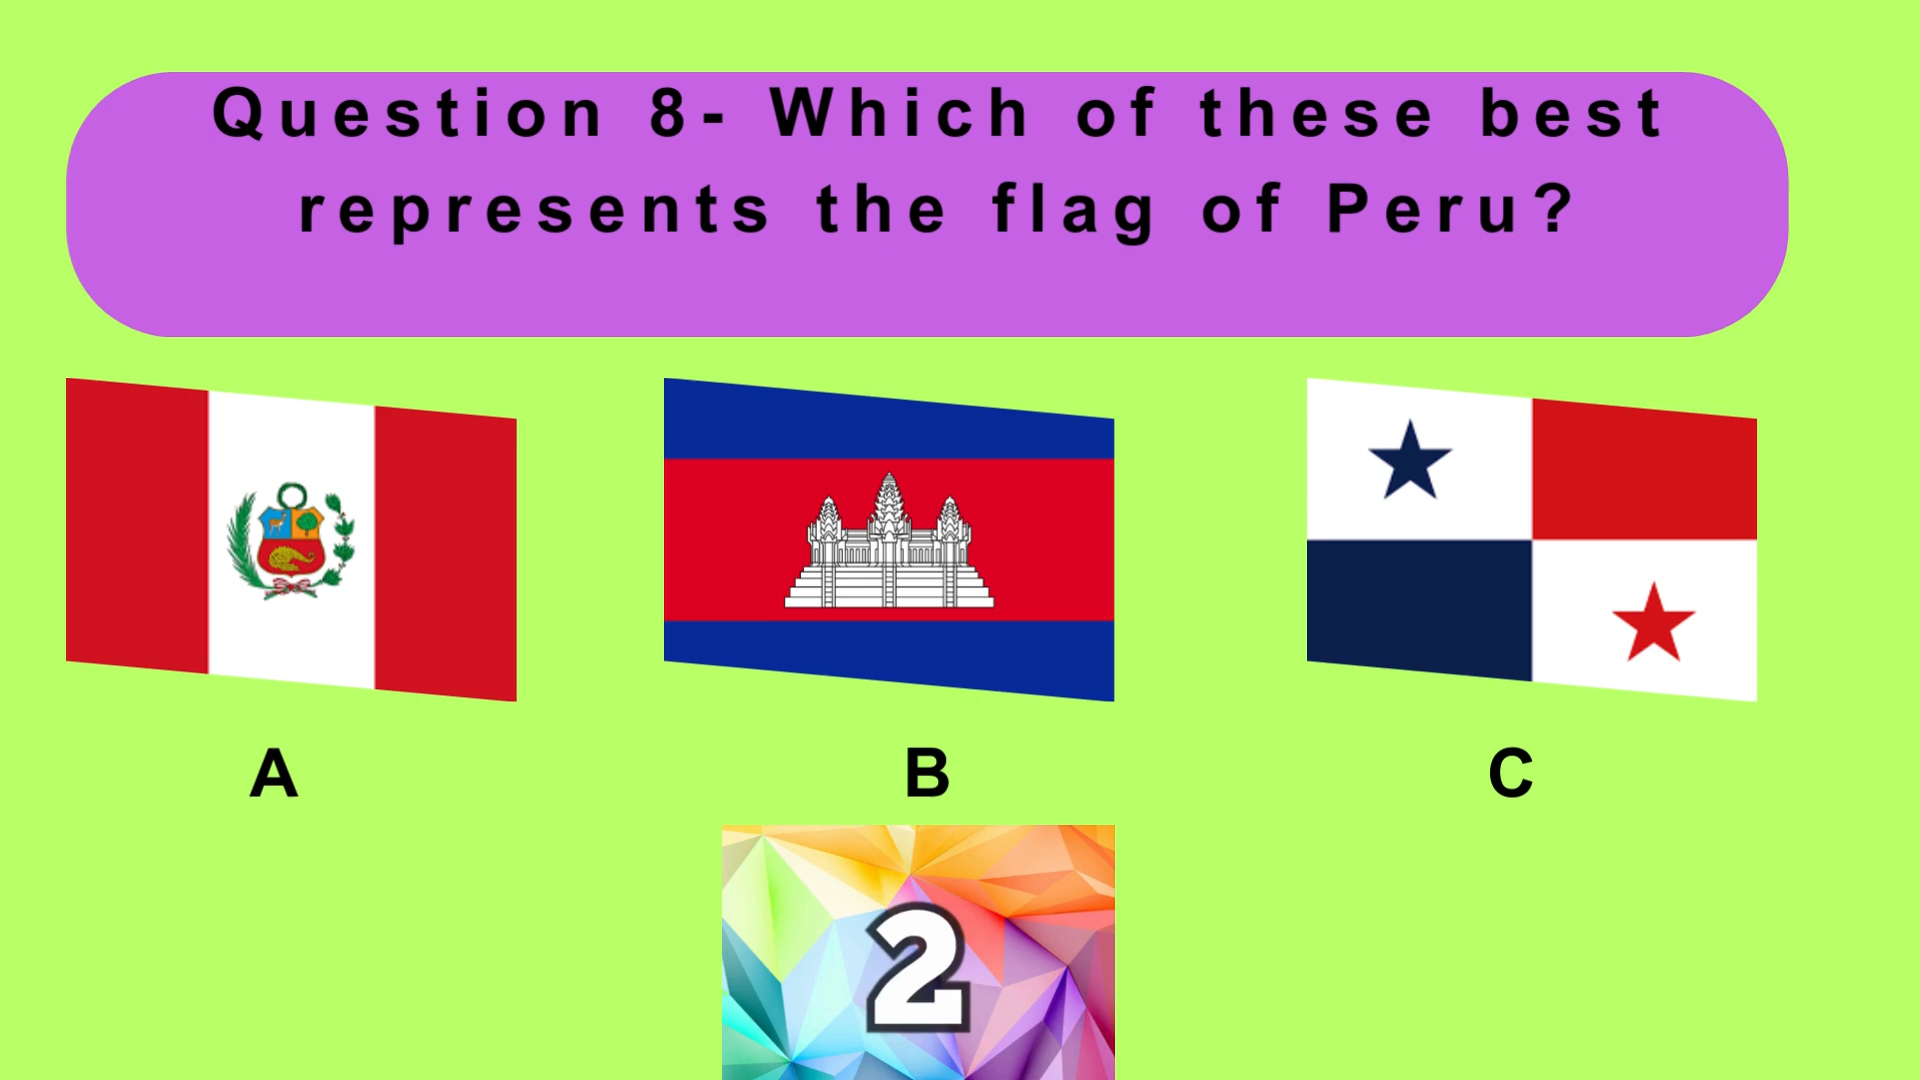 Question 8- Which of these best
represents the flag of Peru?
A
B
C
2